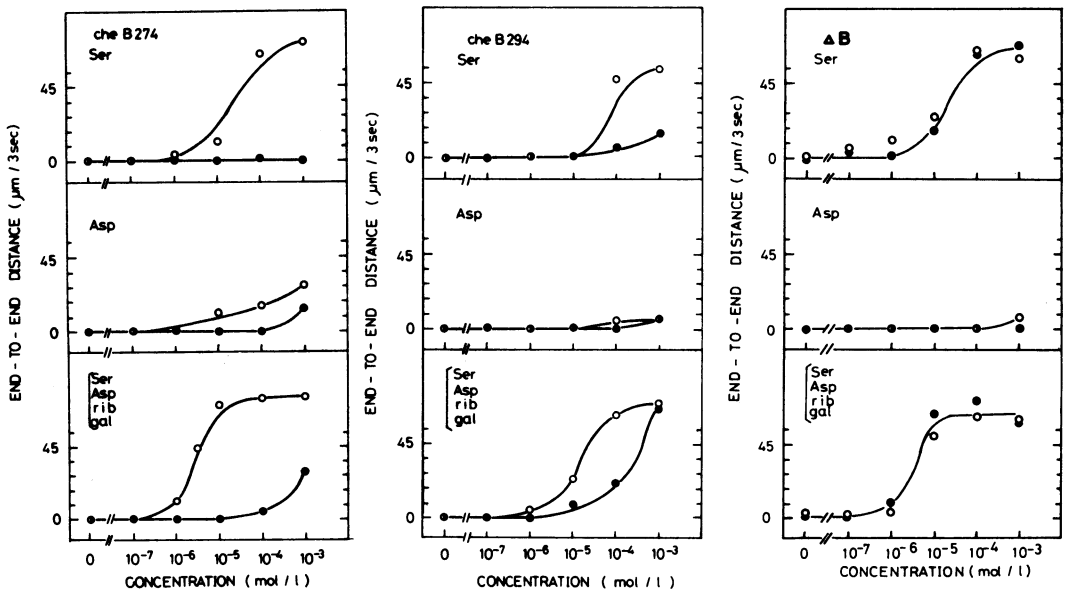 che B 274
Ser
45
0
Asp
45
0
Ser
Asp
rib
gal
45
0
END - TO - END DISTANCE ( μm / 3 sec)
0 10⁻⁷ 10⁻⁶ 10⁻⁵ 10⁻⁴ 10⁻³
CONCENTRATION ( mol / l )
che B 294
Ser
45
0
Asp
45
0
Ser
Asp
rib
gal
45
0
END - TO - END DISTANCE ( μm / 3 sec)
0 10⁻⁷ 10⁻⁶ 10⁻⁵ 10⁻⁴ 10⁻³
CONCENTRATION ( mol / l )
Δ B
Ser
45
0
Asp
45
0
Ser
Asp
rib
gal
45
0
END - TO - END DISTANCE ( μm / 3 sec)
0 10⁻⁷ 10⁻⁶ 10⁻⁵ 10⁻⁴ 10⁻³
CONCENTRATION ( mol / l )